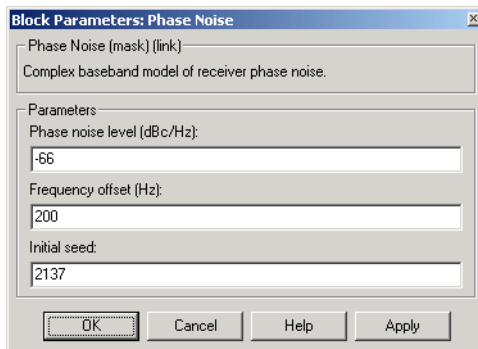 Block Parameters: Phase Noise
Phase Noise (mask) (link)
Complex baseband model of receiver phase noise.
Parameters
Phase noise level (dBc/Hz):
-66
Frequency offset (Hz):
200
Initial seed:
2137
OK Cancel Help Apply